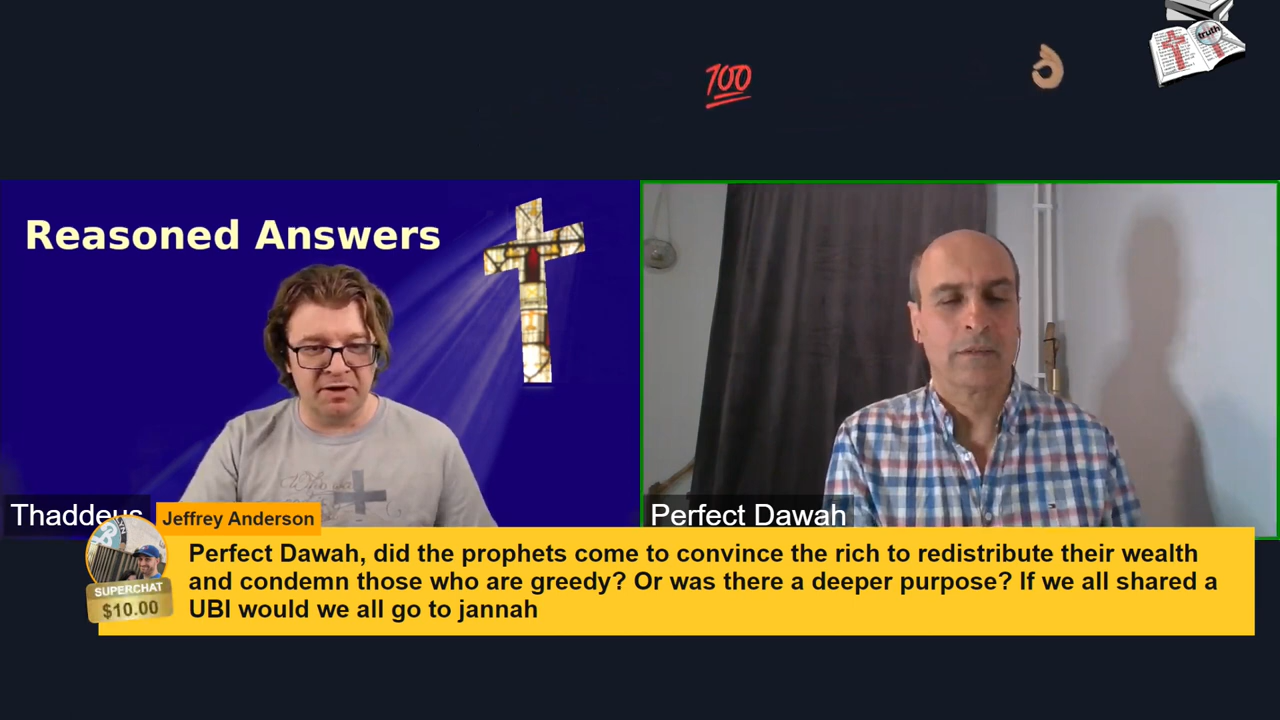 truth
100
Reasoned Answers
Thaddeus
Perfect Dawah
Jeffrey Anderson
Perfect Dawah, did the prophets come to convince the rich to redistribute their wealth
and condemn those who are greedy? Or was there a deeper purpose? If we all shared a
UBI would we all go to jannah
SUPERCHAT
$10.00